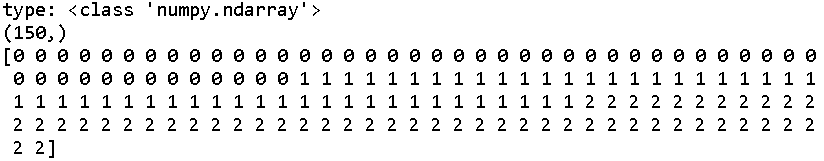 type: <class 'numpy.ndarray'>
(150,)
[0 0 0 0 0 0 0 0 0 0 0 0 0 0 0 0 0 0 0 0 0 0 0 0 0 0 0 0 0 0 0 0 0 0 0 0 0
0 0 0 0 0 0 0 0 0 0 0 0 0 1 1 1 1 1 1 1 1 1 1 1 1 1 1 1 1 1 1 1 1 1 1 1 1
1 1 1 1 1 1 1 1 1 1 1 1 1 1 1 1 1 1 1 1 1 1 1 1 1 1 2 2 2 2 2 2 2 2 2 2 2
2 2 2 2 2 2 2 2 2 2 2 2 2 2 2 2 2 2 2 2 2 2 2 2 2 2 2 2 2 2 2 2 2 2 2 2 2
2 2]